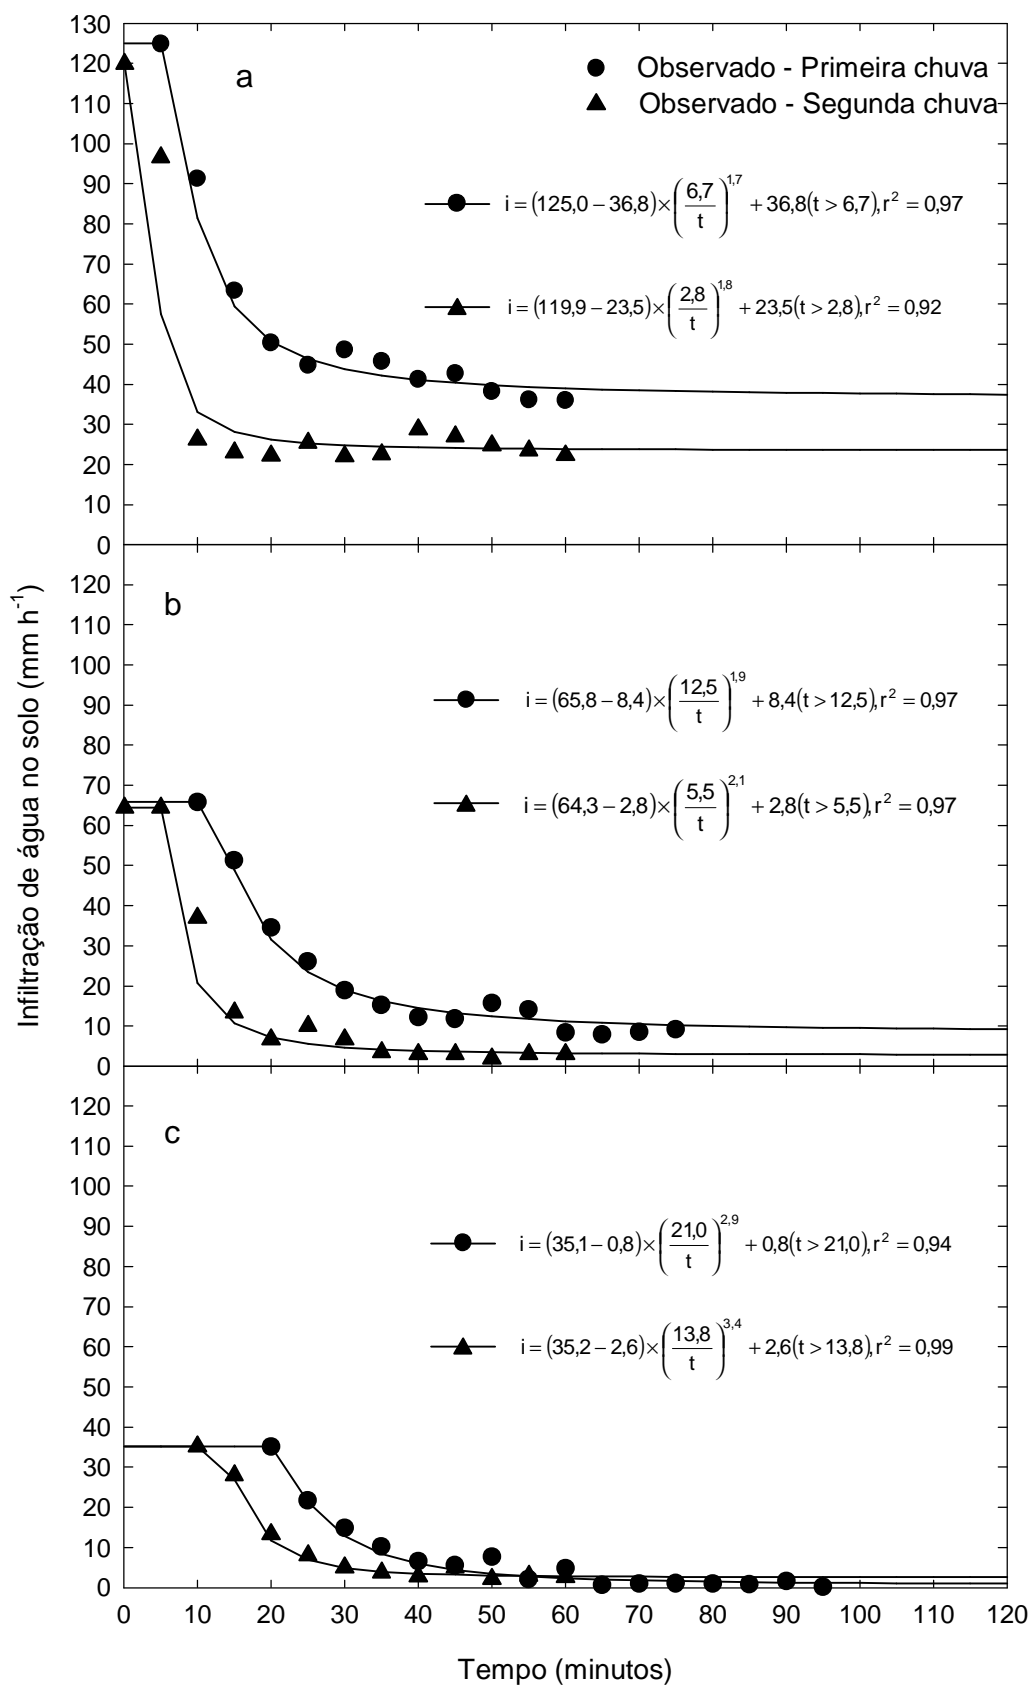 130
120
110
100
90
80
70
60
50
40
30
20
10
0
a
Observado - Primeira chuva
Observado - Segunda chuva
i = (125,0 − 36,8) × (6,7 / t)^1,7 + 36,8(t > 6,7), r² = 0,97
i = (119,9 − 23,5) × (2,8 / t)^1,8 + 23,5(t > 2,8), r² = 0,92
Infiltração de água no solo (mm h⁻¹)
120
110
100
90
80
70
60
50
40
30
20
10
0
b
i = (65,8 − 8,4) × (12,5 / t)^1,9 + 8,4(t > 12,5), r² = 0,97
i = (64,3 − 2,8) × (5,5 / t)^2,1 + 2,8(t > 5,5), r² = 0,97
120
110
100
90
80
70
60
50
40
30
20
10
0
c
i = (35,1 − 0,8) × (21,0 / t)^2,9 + 0,8(t > 21,0), r² = 0,94
i = (35,2 − 2,6) × (13,8 / t)^3,4 + 2,6(t > 13,8), r² = 0,99
0 10 20 30 40 50 60 70 80 90 100 110 120
Tempo (minutos)